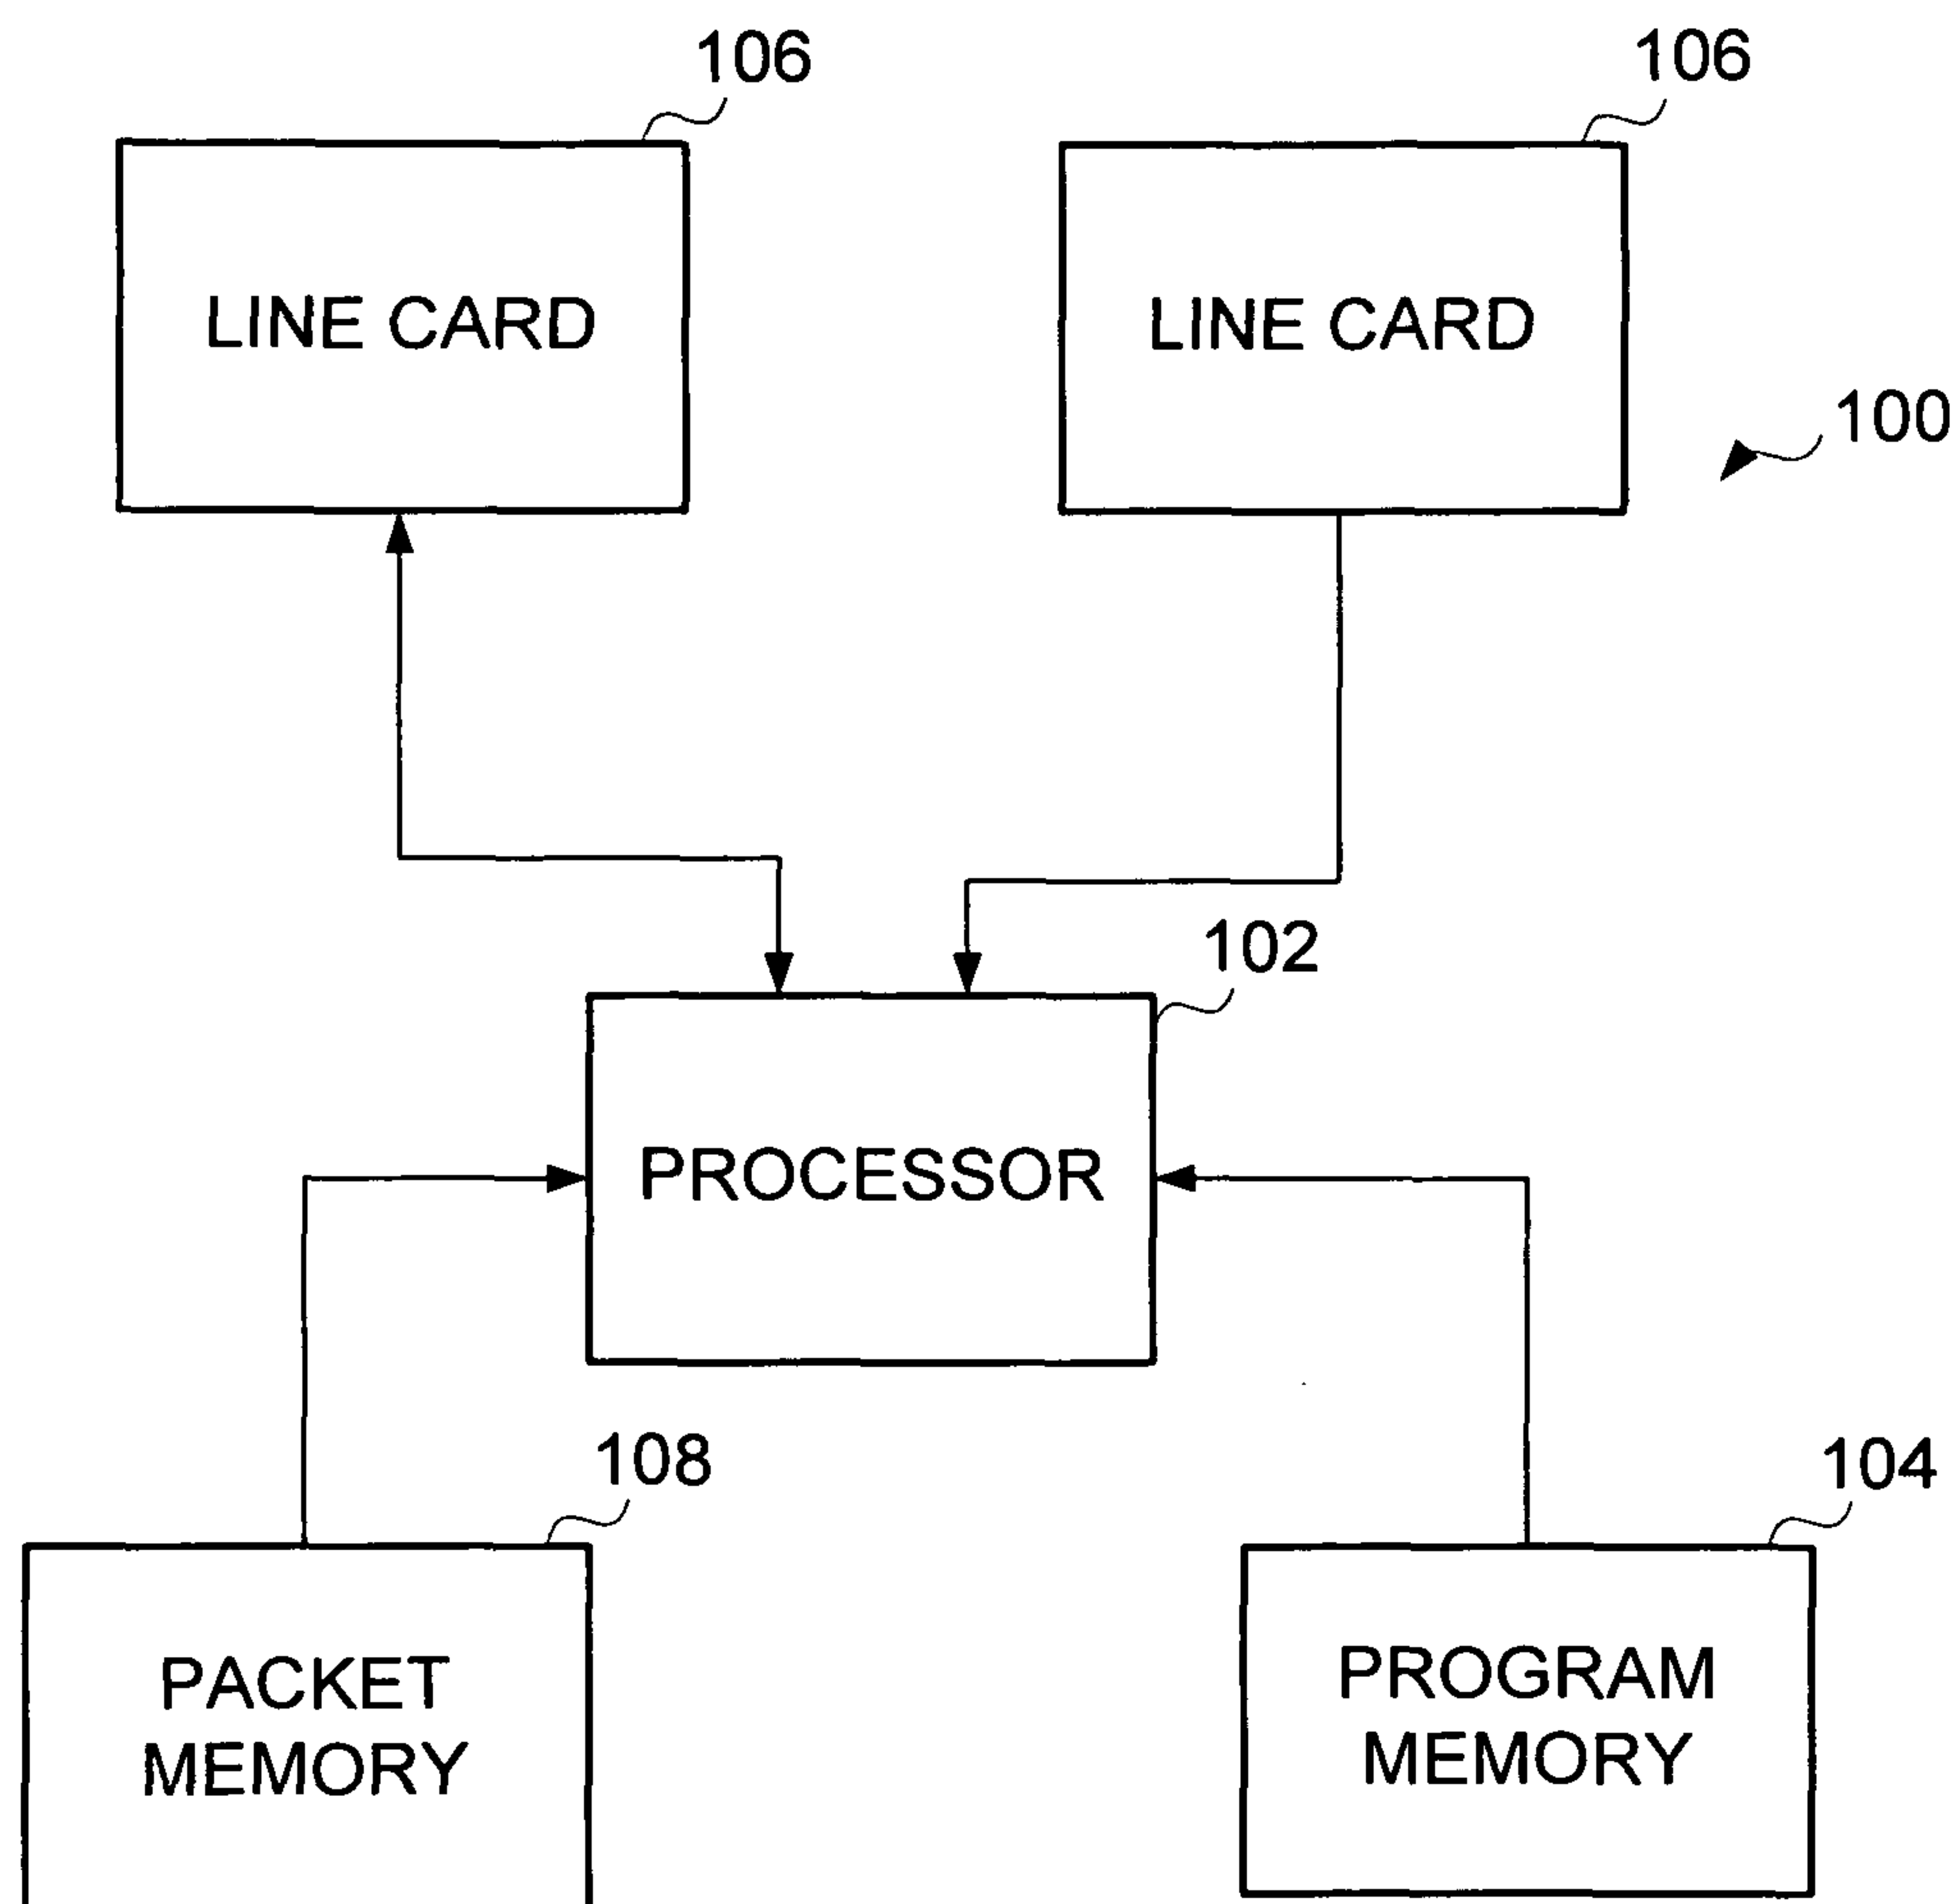 106
106
LINE CARD
LINE CARD
100
102
PROCESSOR
108
104
PACKET
MEMORY
PROGRAM
MEMORY